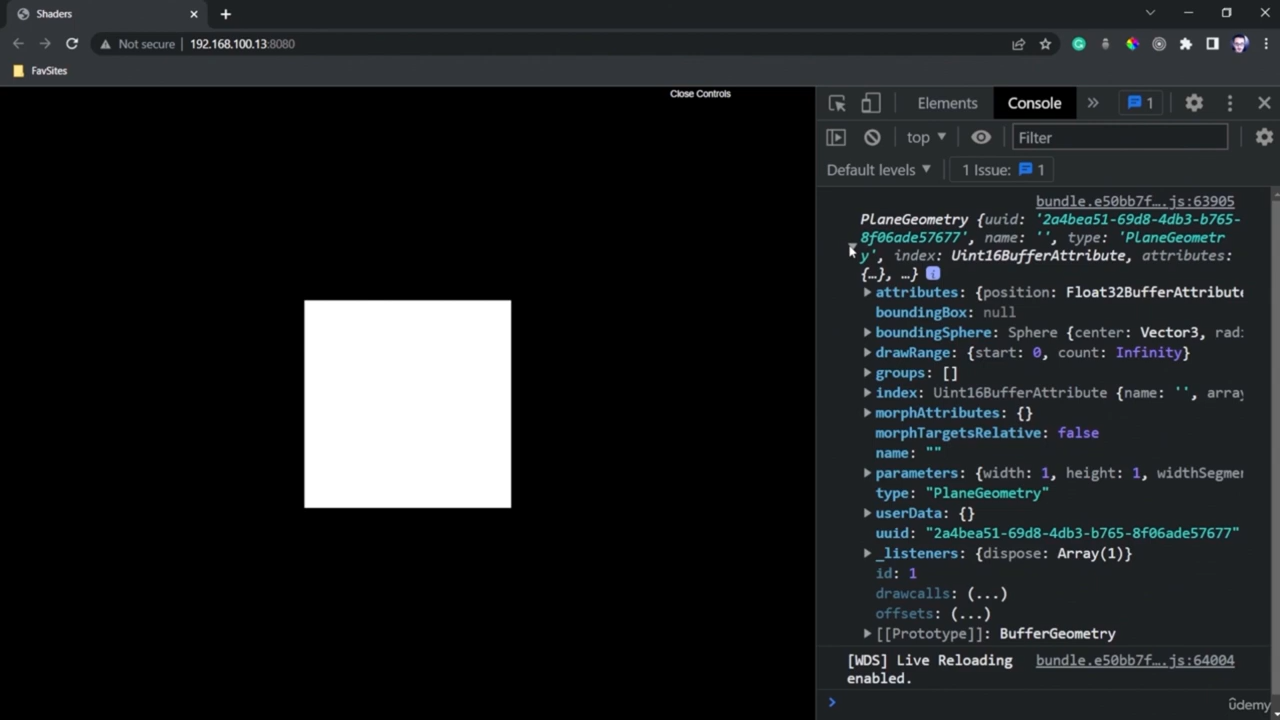 Shaders
Not secure 192.168.100.13:8080
FavSites
Close Controls
Elements Console 1
top Filter
Default levels 1 Issue: 1
bundle.e50bb7f….js:63905
PlaneGeometry {uuid: '2a4bea51-69d8-4db3-b765-
8f06ade57677', name: '', type: 'PlaneGeometr
y', index: Uint16BufferAttribute, attributes:
{…}, …} i
attributes: {position: Float32BufferAttribute
boundingBox: null
boundingSphere: Sphere {center: Vector3, radi
drawRange: {start: 0, count: Infinity}
groups: []
index: Uint16BufferAttribute {name: '', array
morphAttributes: {}
morphTargetsRelative: false
name: ""
parameters: {width: 1, height: 1, widthSegmen
type: "PlaneGeometry"
userData: {}
uuid: "2a4bea51-69d8-4db3-b765-8f06ade57677"
_listeners: {dispose: Array(1)}
id: 1
drawcalls: (...)
offsets: (...)
[[Prototype]]: BufferGeometry
[WDS] Live Reloading bundle.e50bb7f….js:64004
enabled.
ûdemy